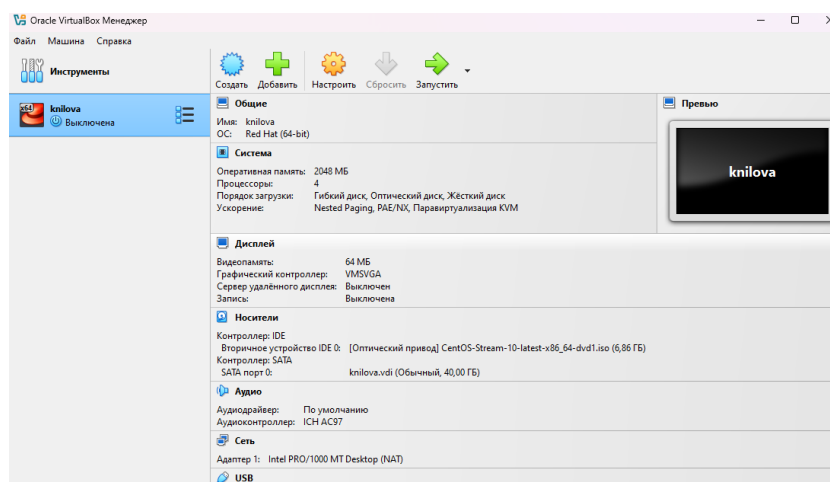 Oracle VirtualBox Менеджер
Файл Машина Справка
Инструменты
Создать Добавить Настроить Сбросить Запустить
x64
knilova
Выключена
Общие
Имя: knilova
ОС: Red Hat (64-bit)
Система
Оперативная память: 2048 МБ
Процессоры: 4
Порядок загрузки: Гибкий диск, Оптический диск, Жёсткий диск
Ускорение: Nested Paging, PAE/NX, Паравиртуализация KVM
Превью
knilova
Дисплей
Видеопамять: 64 МБ
Графический контроллер: VMSVGA
Сервер удалённого дисплея: Выключен
Запись: Выключена
Носители
Контроллер: IDE
Вторичное устройство IDE 0: [Оптический привод] CentOS-Stream-10-latest-x86_64-dvd1.iso (6,86 ГБ)
Контроллер: SATA
SATA порт 0: knilova.vdi (Обычный, 40,00 ГБ)
Аудио
Аудиодрайвер: По умолчанию
Аудиоконтроллер: ICH AC97
Сеть
Адаптер 1: Intel PRO/1000 MT Desktop (NAT)
USB